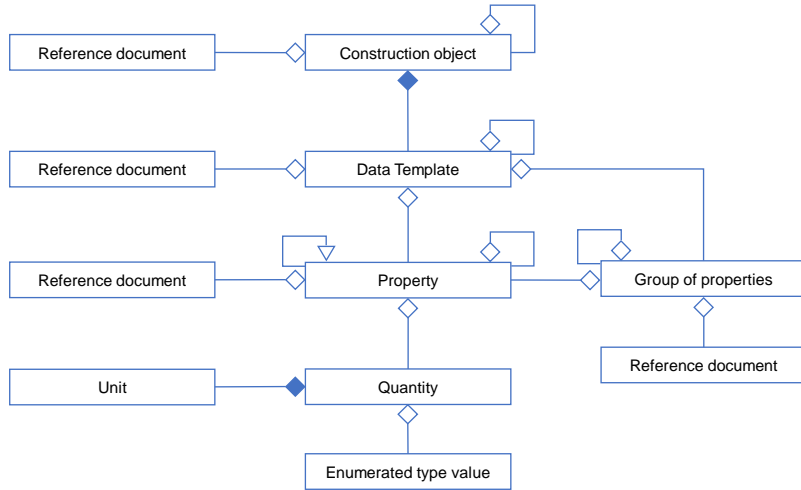 Reference document
Construction object
Reference document
Data Template
Reference document
Property
Group of properties
Reference document
Unit
Quantity
Enumerated type value